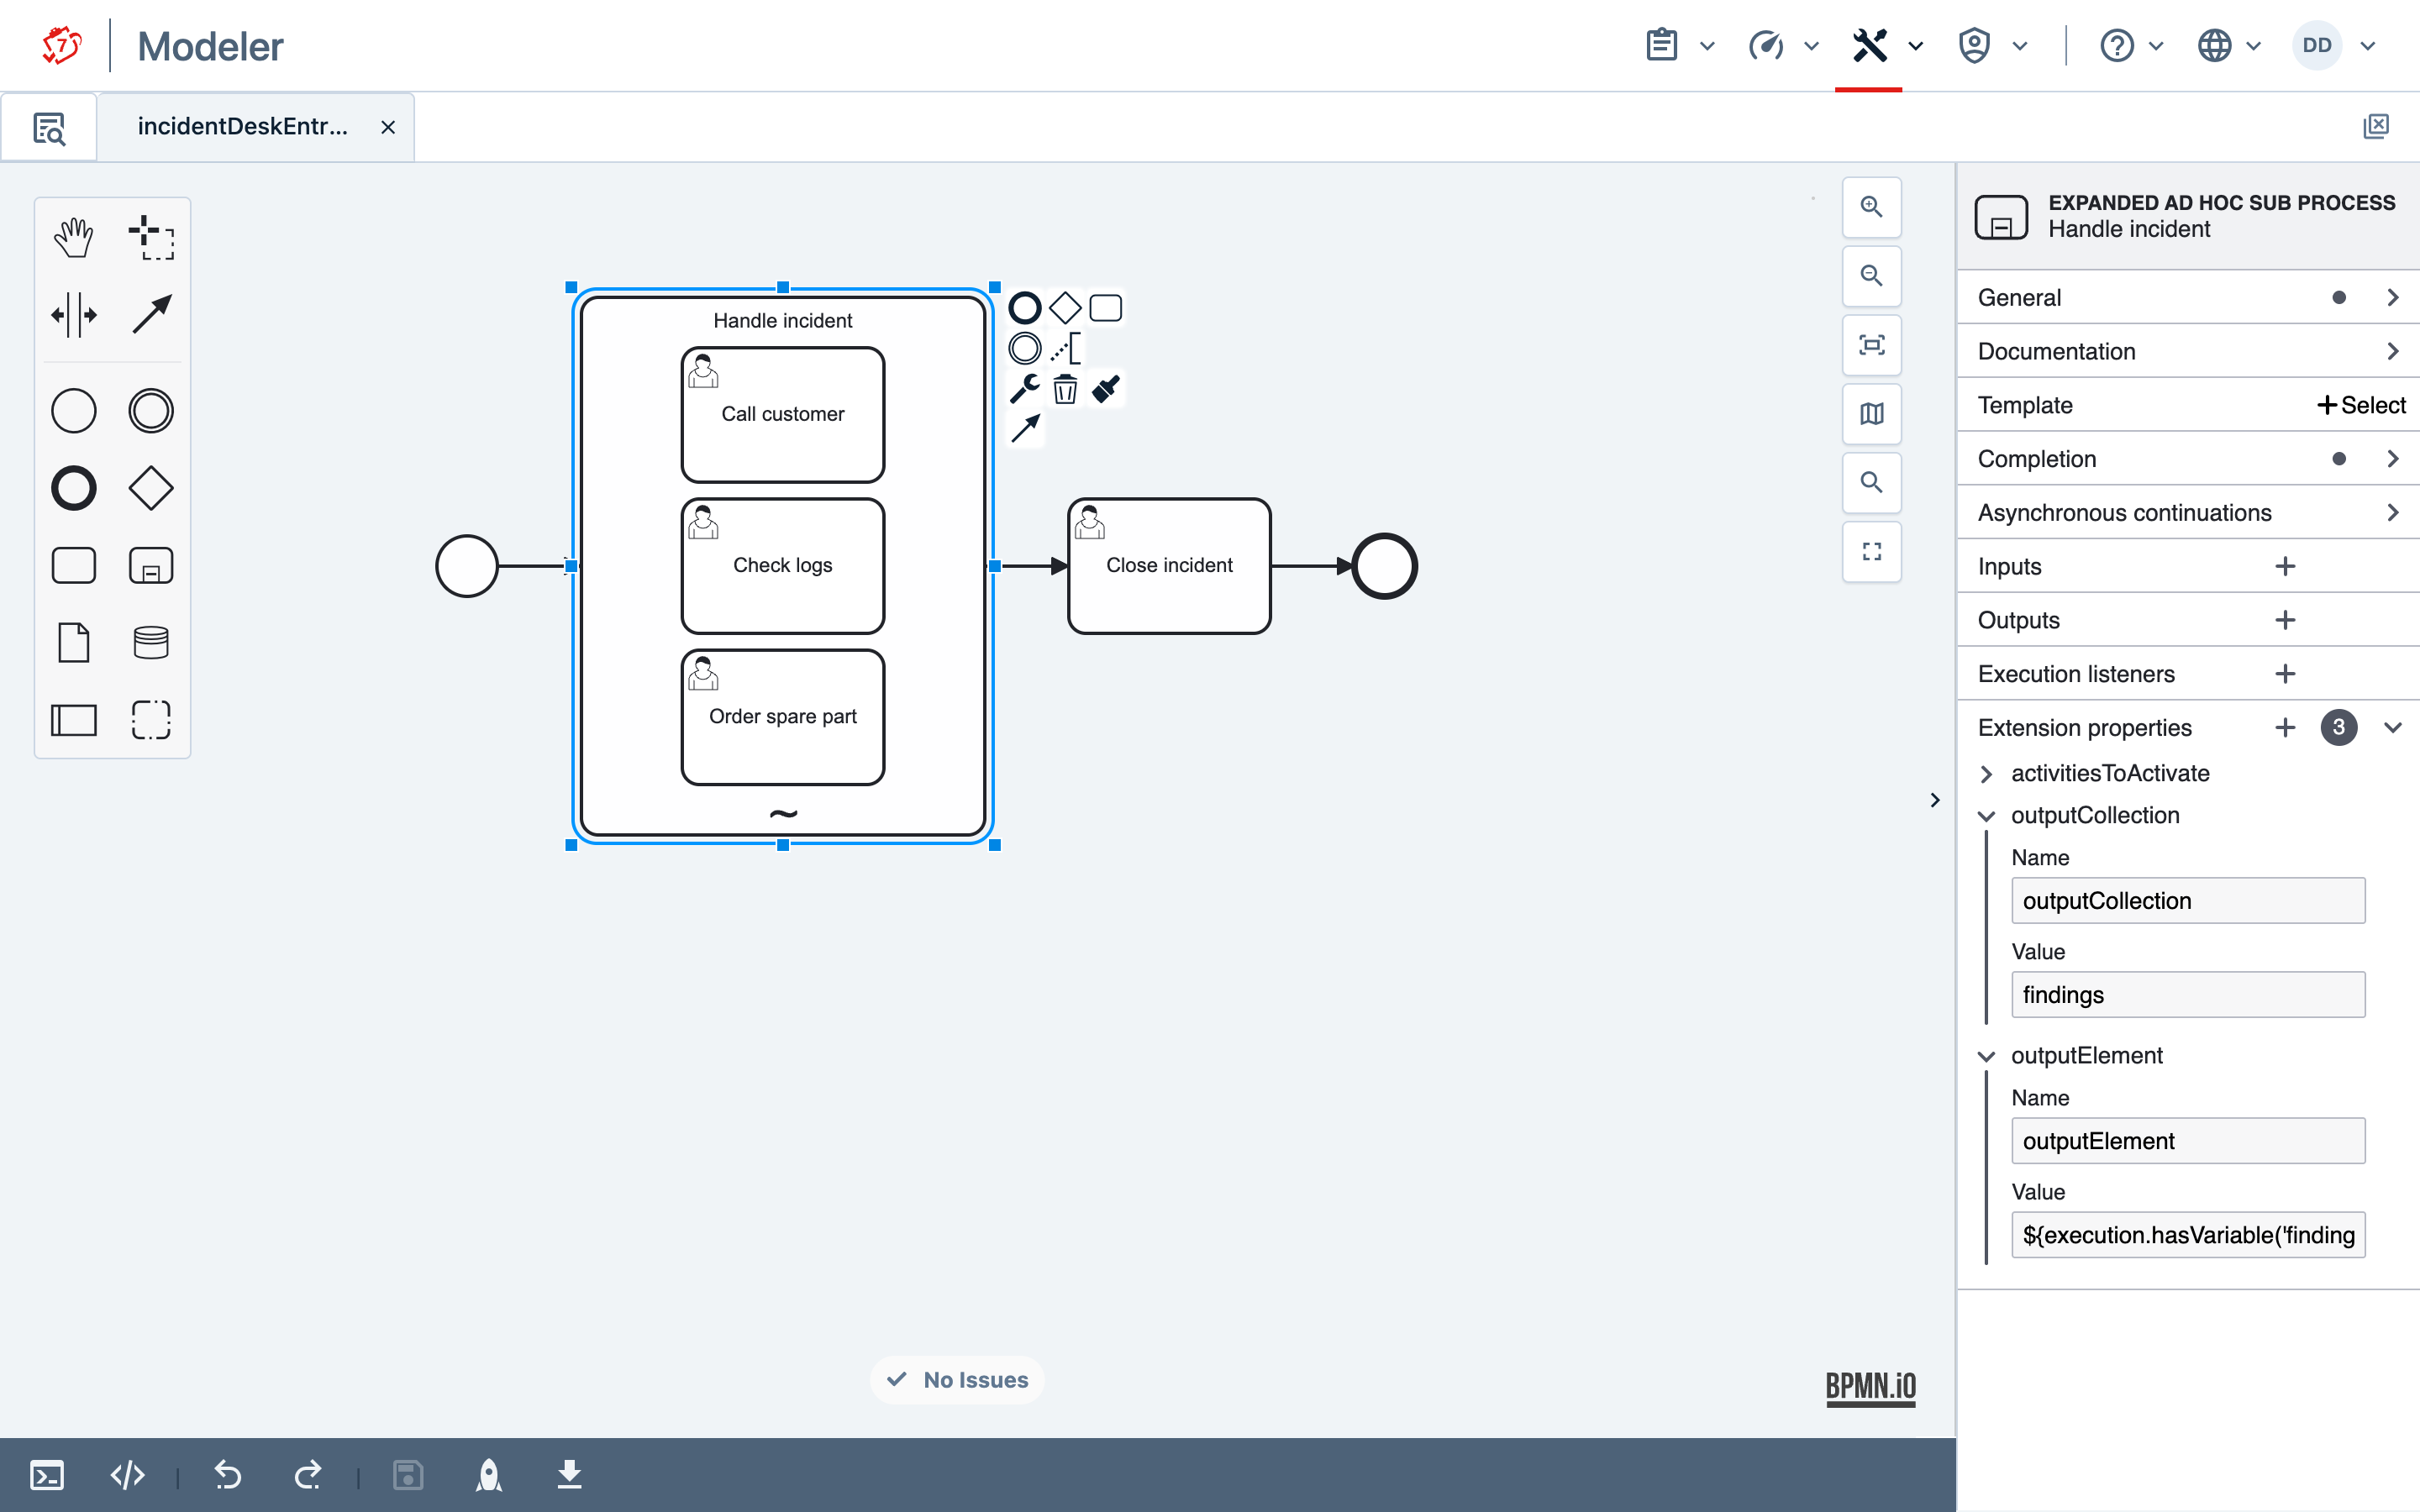 7
Modeler
DD
incidentDeskEntr...
Handle incident
Call customer
Check logs
Order spare part
~
Close incident
No Issues
BPMN.iO
EXPANDED AD HOC SUB PROCESS
Handle incident
General
Documentation
Template
Select
Completion
Asynchronous continuations
Inputs
Outputs
Execution listeners
Extension properties
3
activitiesToActivate
outputCollection
Name
outputCollection
Value
findings
outputElement
Name
outputElement
Value
${execution.hasVariable('finding